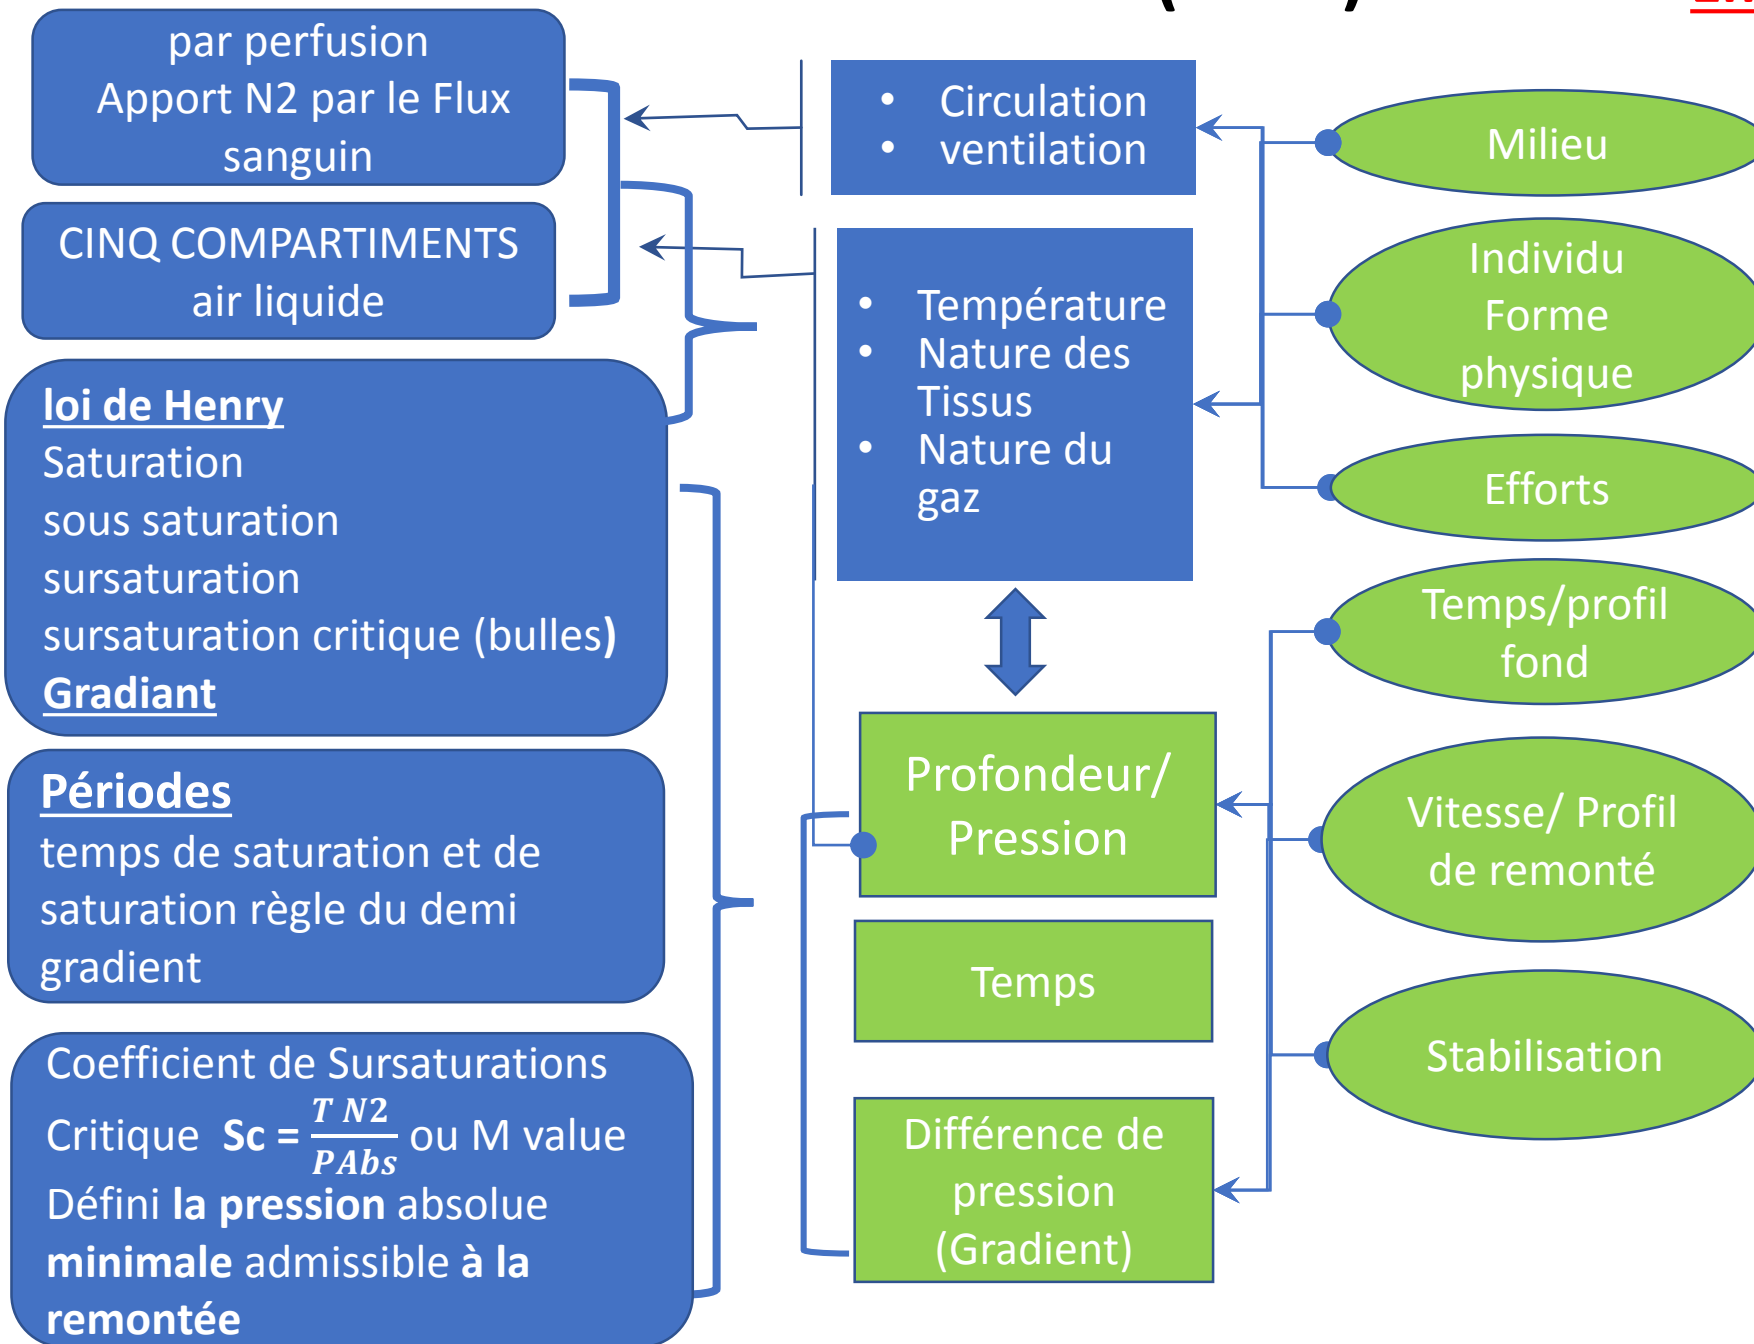 par perfusion
Apport N2 par le Flux
sanguin
CINQ COMPARTIMENTS
air liquide
loi de Henry
Saturation
sous saturation
sursaturation
sursaturation critique (bulles)
Gradiant
Périodes
temps de saturation et de
saturation règle du demi
gradient
Coefficient de Sursaturations
Critique Sc = T N2 / PAbs ou M value
Défini la pression absolue
minimale admissible à la
remontée
• Circulation
• ventilation
• Température
• Nature des
Tissus
• Nature du
gaz
Profondeur/
Pression
Temps
Différence de
pression
(Gradient)
Milieu
Individu
Forme
physique
Efforts
Temps/profil
fond
Vitesse/ Profil
de remonté
Stabilisation